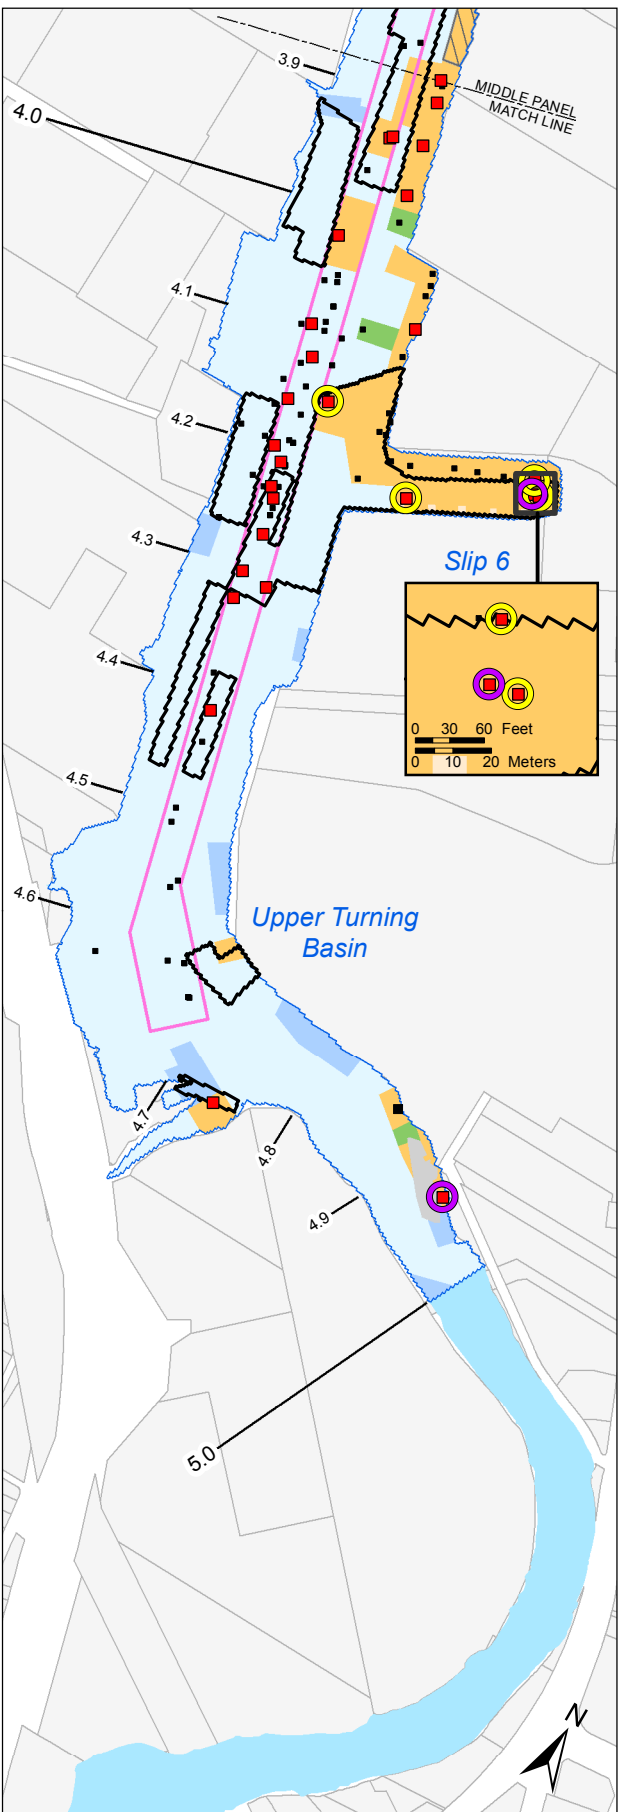 3.9
MIDDLE PANEL
MATCH LINE
4.0
4.1
4.2
4.3
Slip 6
4.4
0 30 60 Feet
0 10 20 Meters
4.5
4.6
Upper Turning
Basin
4.7
4.8
4.9
5.0
N